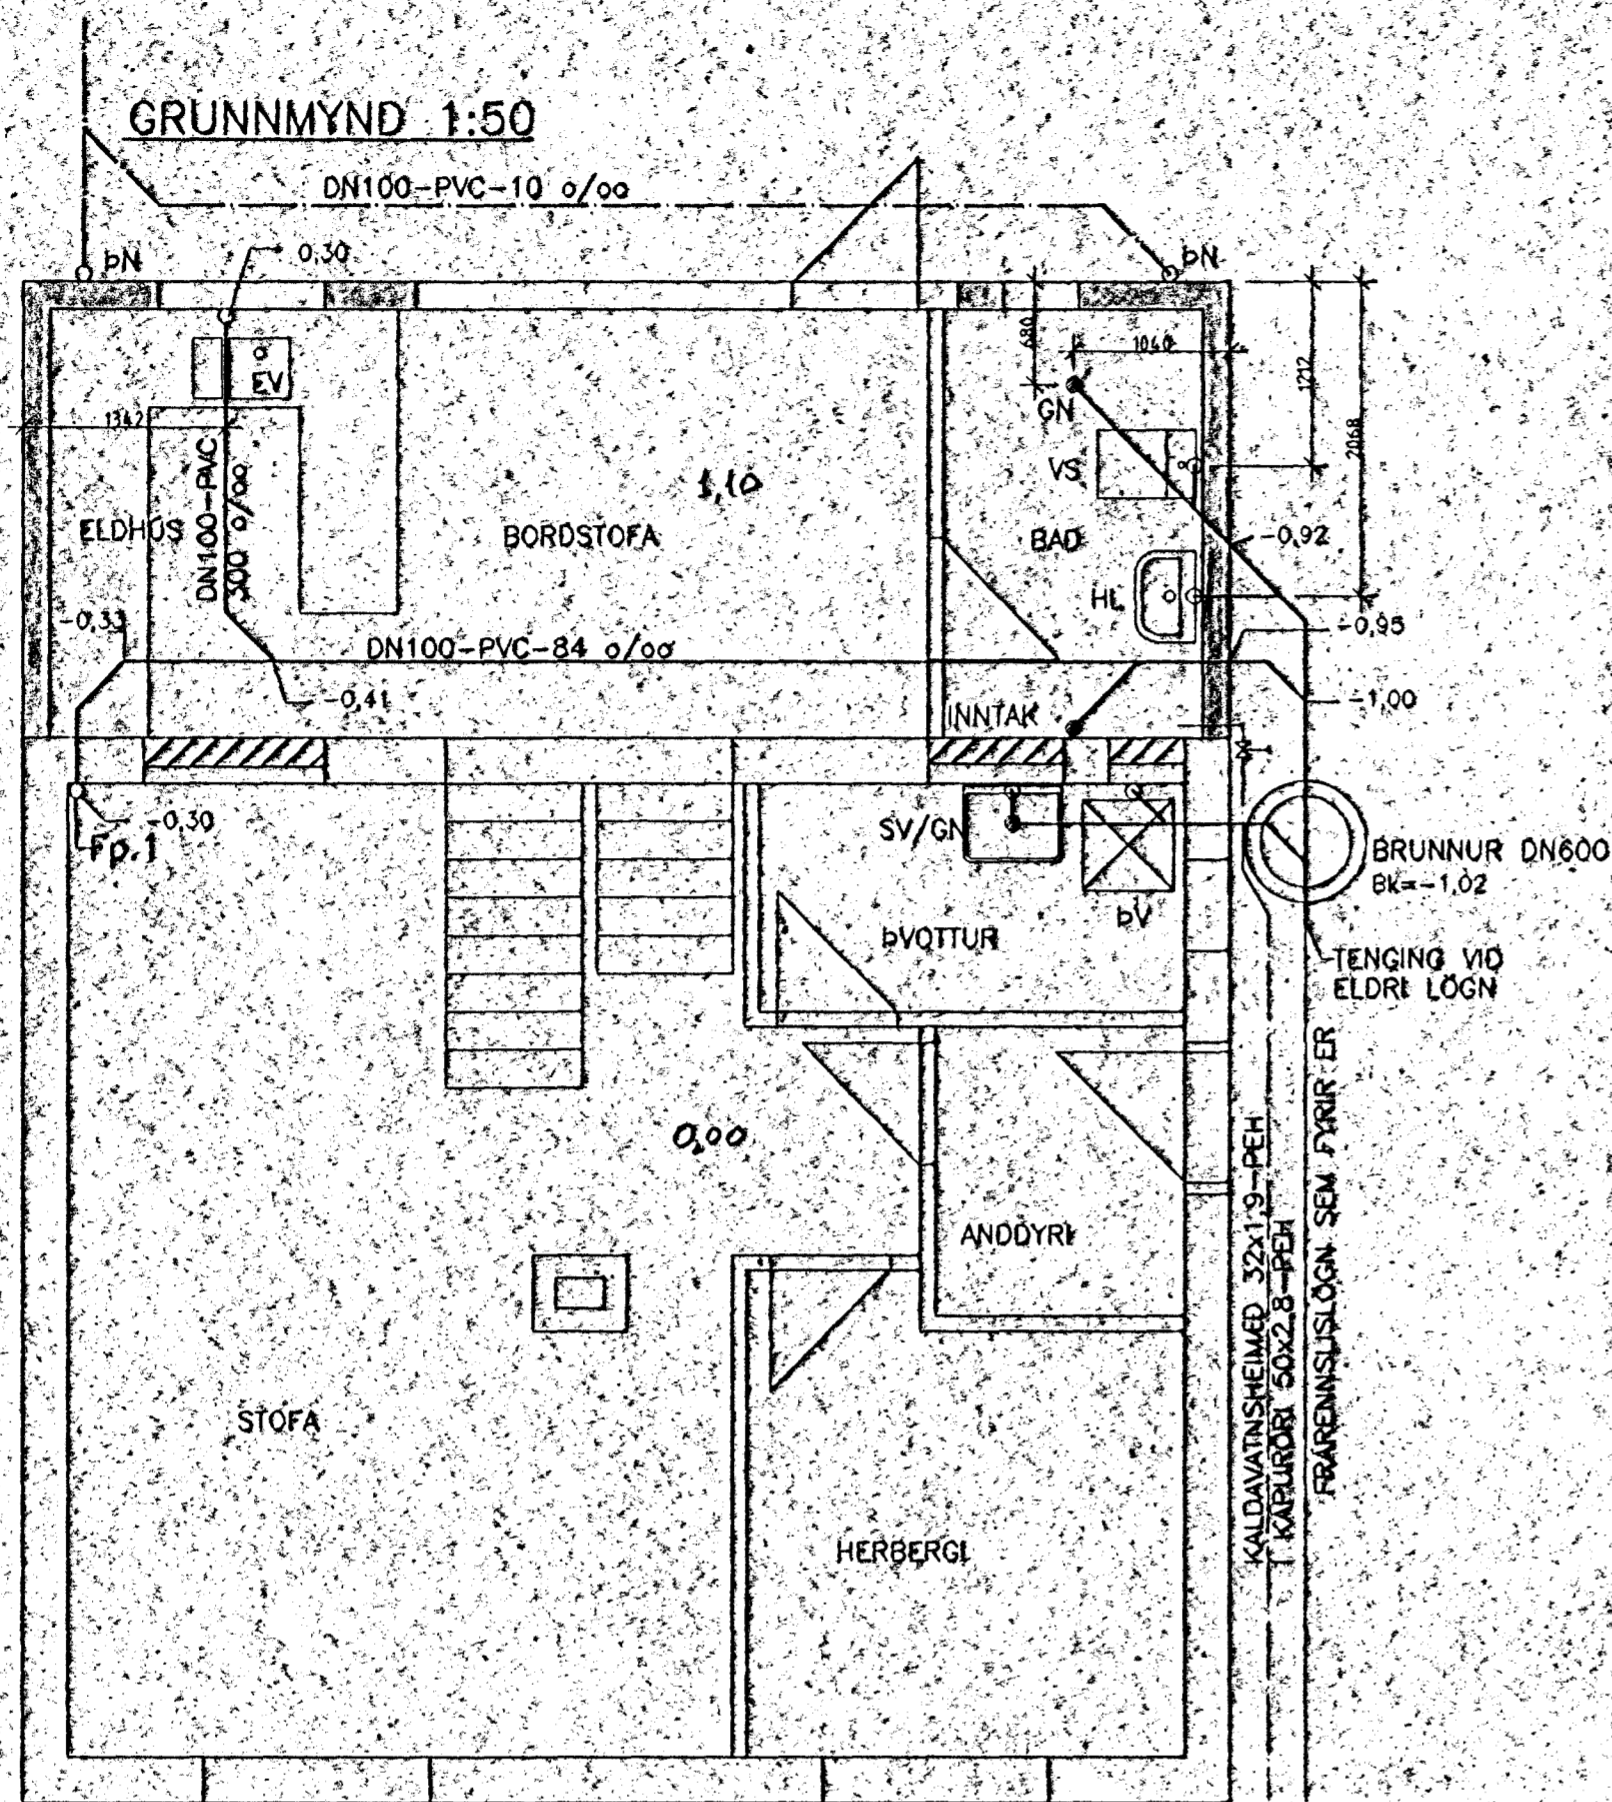 GRUNNMYND 1:50
DN100-PVC-10 o/oo
ÞN
0,30
ÞN
680
1040
1212
2068
EV
1342
GN
DN100-PVC
300 o/oo
VS
1,10
ELDHÚS
BORDSTOFA
BAD
-0,92
HL
-0,33
-0,95
DN100-PVC-84 o/oo
-0,41
INNTAK
-1,00
-0,30
Fp.1
SV/GN
BRUNNUR DN600
BK=-1,02
ÞV
ÞVOTTUR
TENGING VID
ELDRI LÖGN
0,00
ANDDYRI
STOFA
HERBERGI
KALDAVATNSHEIMED 32x1,9-PEH
Í KÁPURÖRI 50x2,8-PEH
FRÁRENNSLISLÖGN SEM FYRIR ER